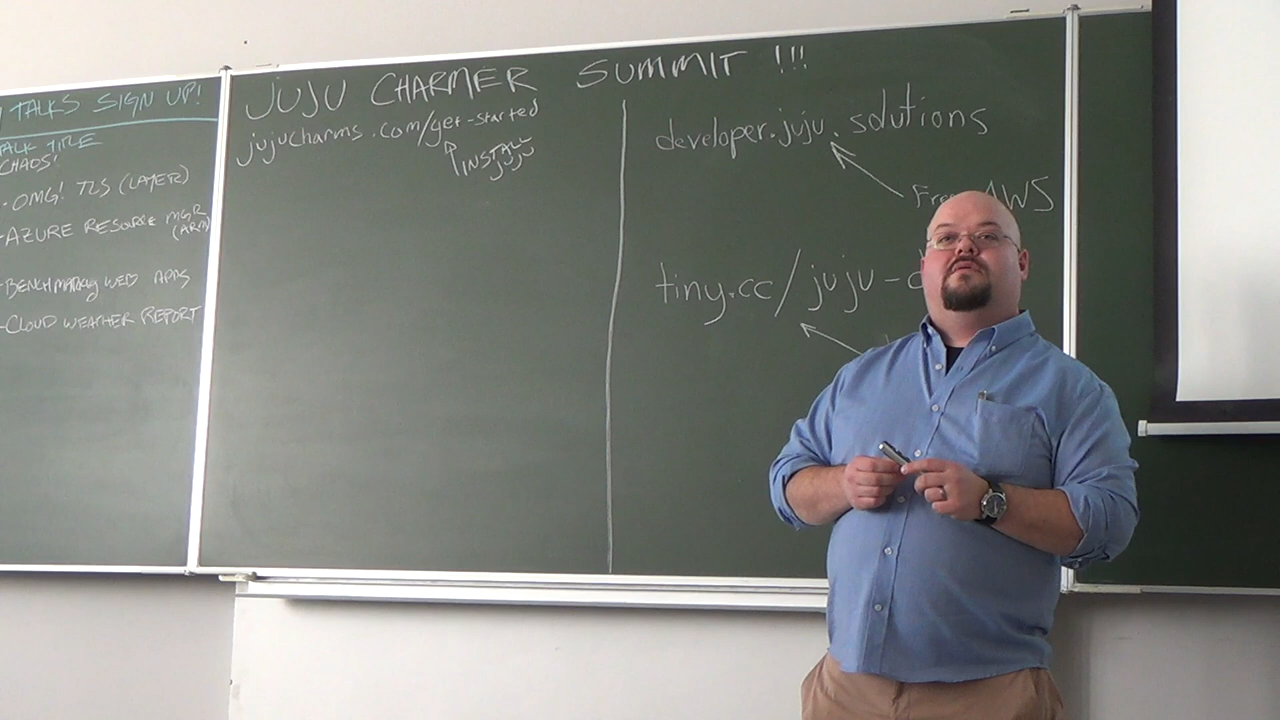 TALKS SIGN UP!
TALK TITLE
CHAOS!
- OMG! TLS (LAYER)
- AZURE RESOURCE MGR
(ARM)
- BENCHMARKING WEB APPS
- CLOUD WEATHER REPORT
JUJU CHARMER SUMMIT !!!
jujucharms.com/get-started
INSTALL
juju
developer.juju.solutions
Free AWS
tiny.cc/juju-